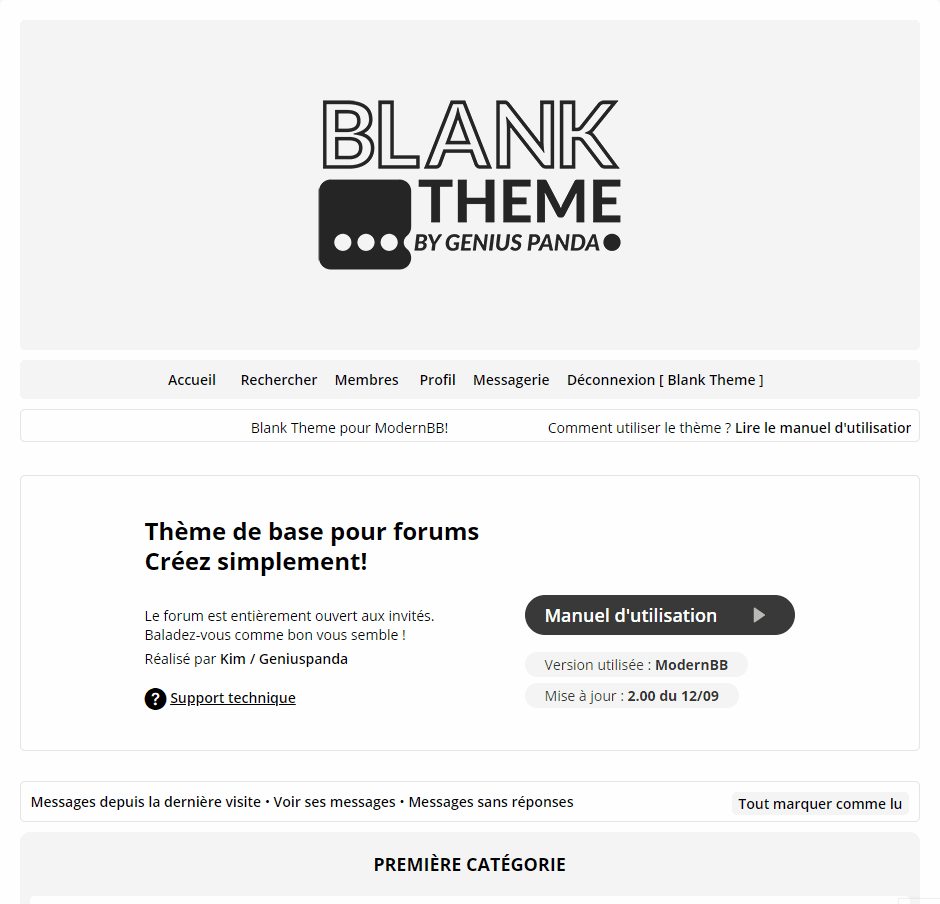 BLANK
THEME
BY GENIUS PANDA
Accueil Rechercher Membres Profil Messagerie Déconnexion [ Blank Theme ]
Blank Theme pour ModernBB! Comment utiliser le thème ? Lire le manuel d'utilisation
Thème de base pour forums
Créez simplement!
Le forum est entièrement ouvert aux invités.
Baladez-vous comme bon vous semble !
Réalisé par Kim / Geniuspanda
? Support technique
Manuel d'utilisation
Version utilisée : ModernBB
Mise à jour : 2.00 du 12/09
Messages depuis la dernière visite • Voir ses messages • Messages sans réponses
Tout marquer comme lu
PREMIÈRE CATÉGORIE